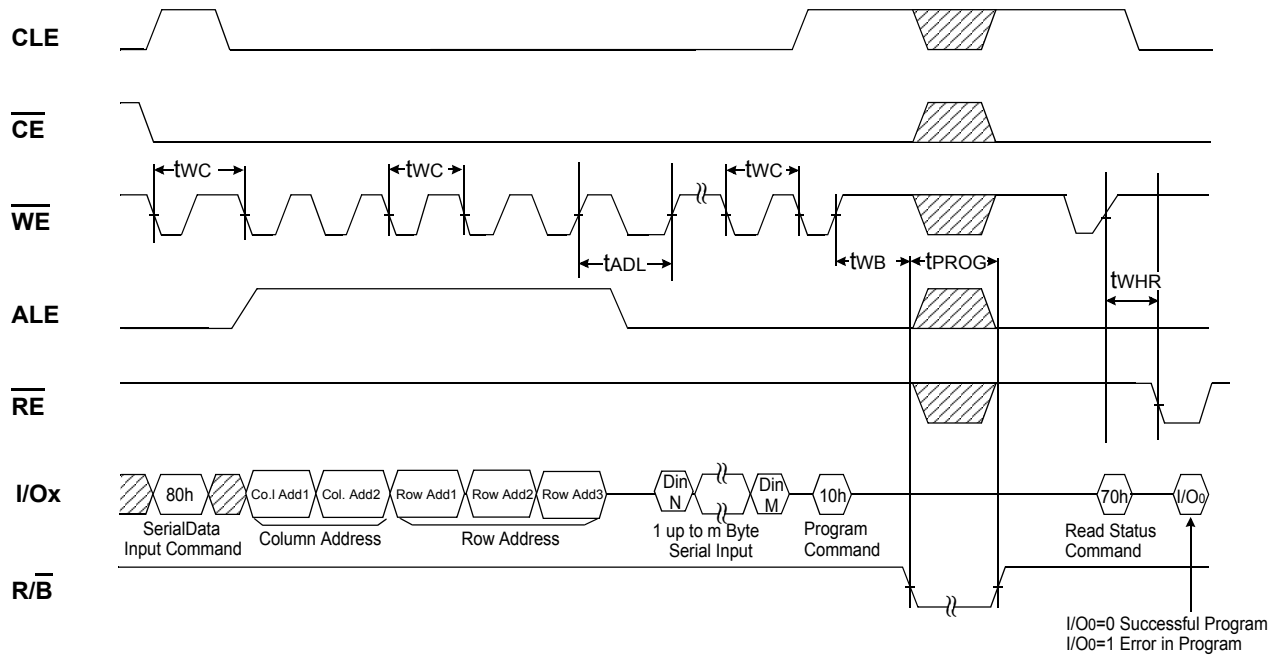 CLE
CE
tWC tWC tWC
WE
tADL tWB tPROG
tWHR
ALE
RE
I/Ox 80h Co.l Add1 Col. Add2 Row Add1 Row Add2 Row Add3 Din N Din M 10h 70h I/O0
SerialData Input Command
Column Address
Row Address
1 up to m Byte Serial Input
Program Command
Read Status Command
R/B
I/O0=0 Successful Program
I/O0=1 Error in Program